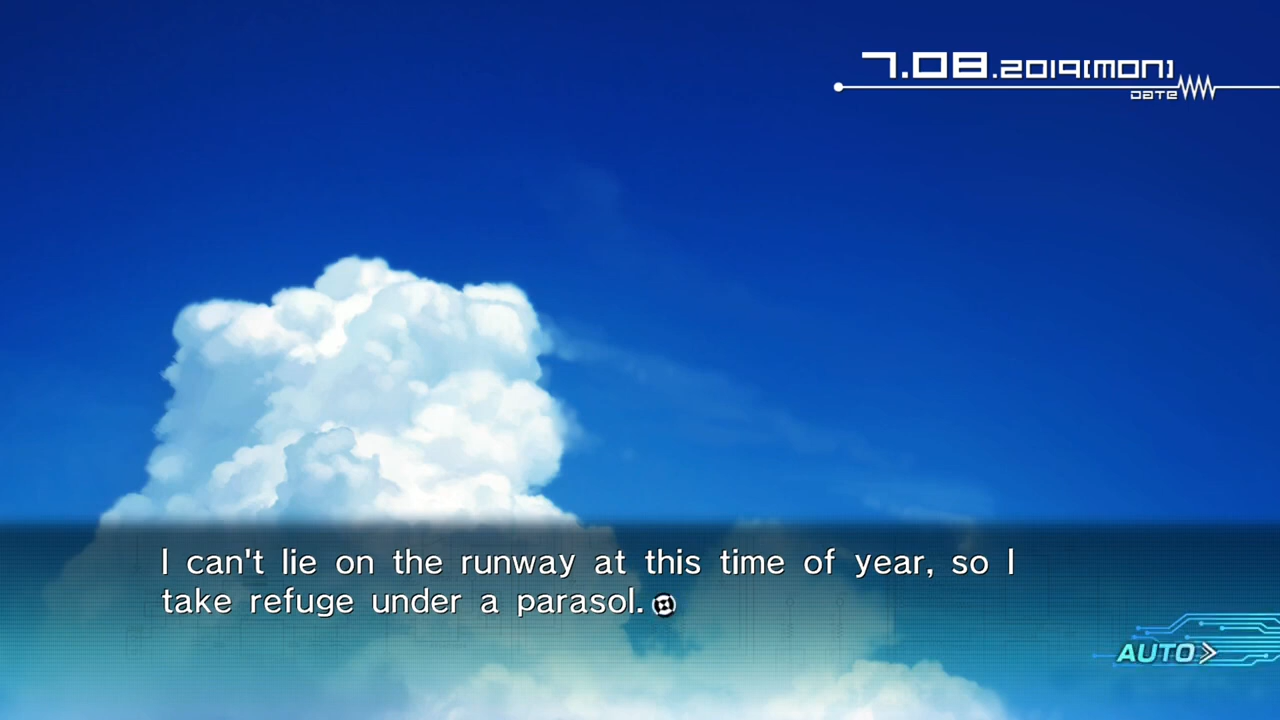 7.08.2019[MON]
DATE
I can't lie on the runway at this time of year, so I
take refuge under a parasol.
AUTO